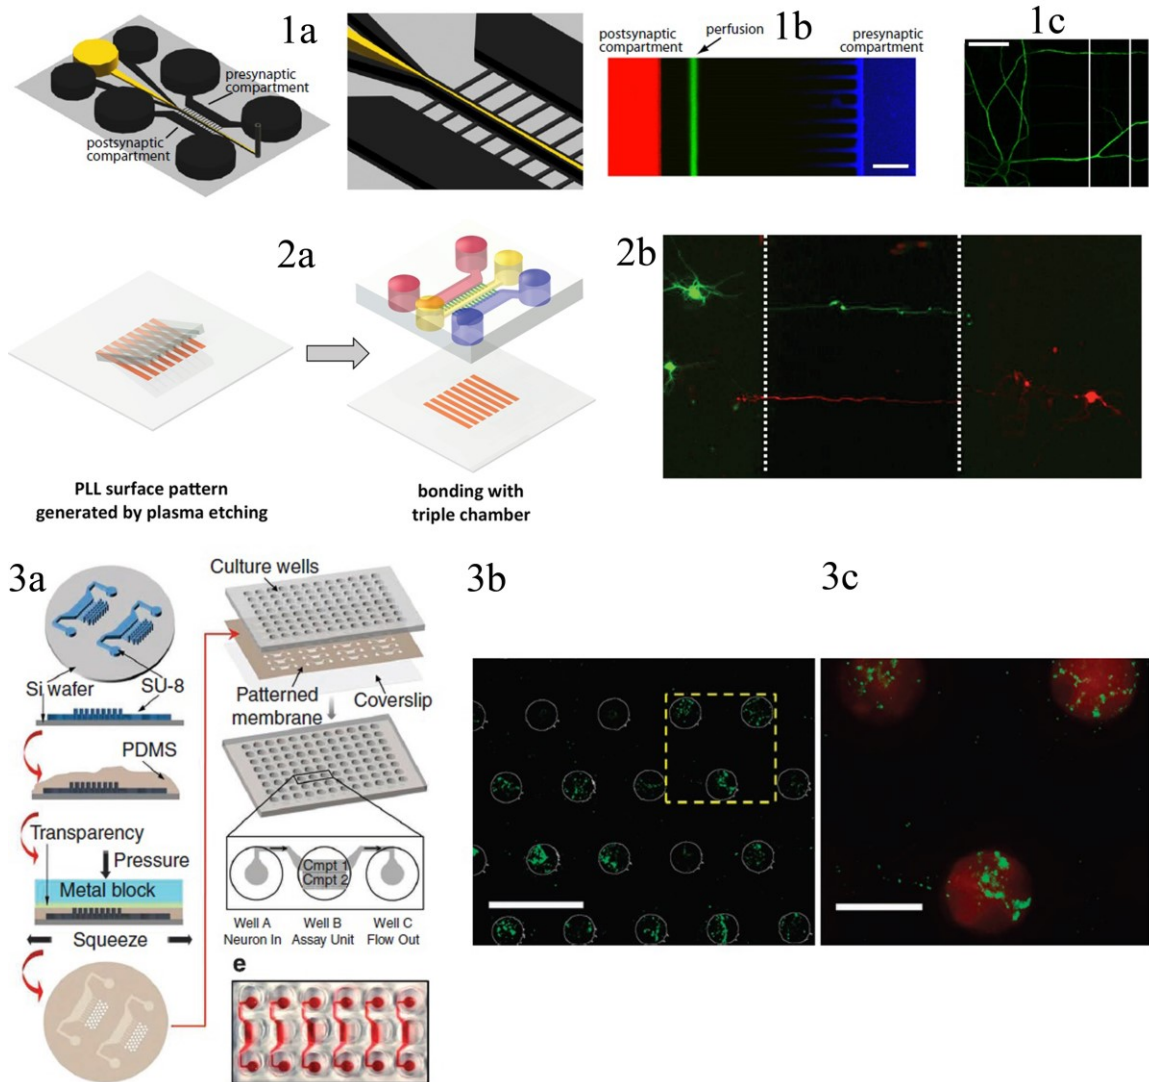 1a
presynaptic
compartment
postsynaptic
compartment
postsynaptic
compartment
perfusion
1b
presynaptic
compartment
1c
2a
PLL surface pattern
generated by plasma etching
bonding with
triple chamber
2b
3a
Si wafer
SU-8
PDMS
Transparency
Pressure
Metal block
Squeeze
Culture wells
Patterned
membrane
Coverslip
Cmpt 1
Cmpt 2
Well A
Neuron In
Well B
Assay Unit
Well C
Flow Out
e
3b
3c